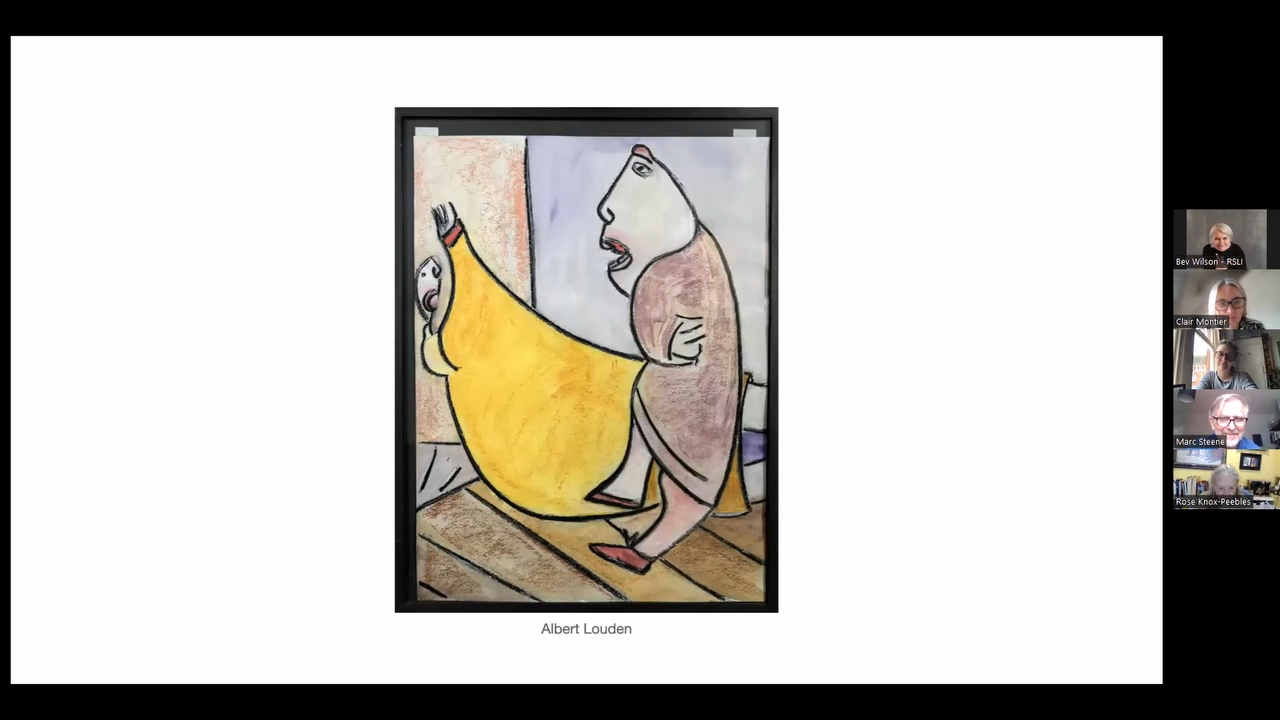 Albert Louden
Bev Wilson - RSLI
Clair Montier
Marc Steene
Rose Knox-Peebles